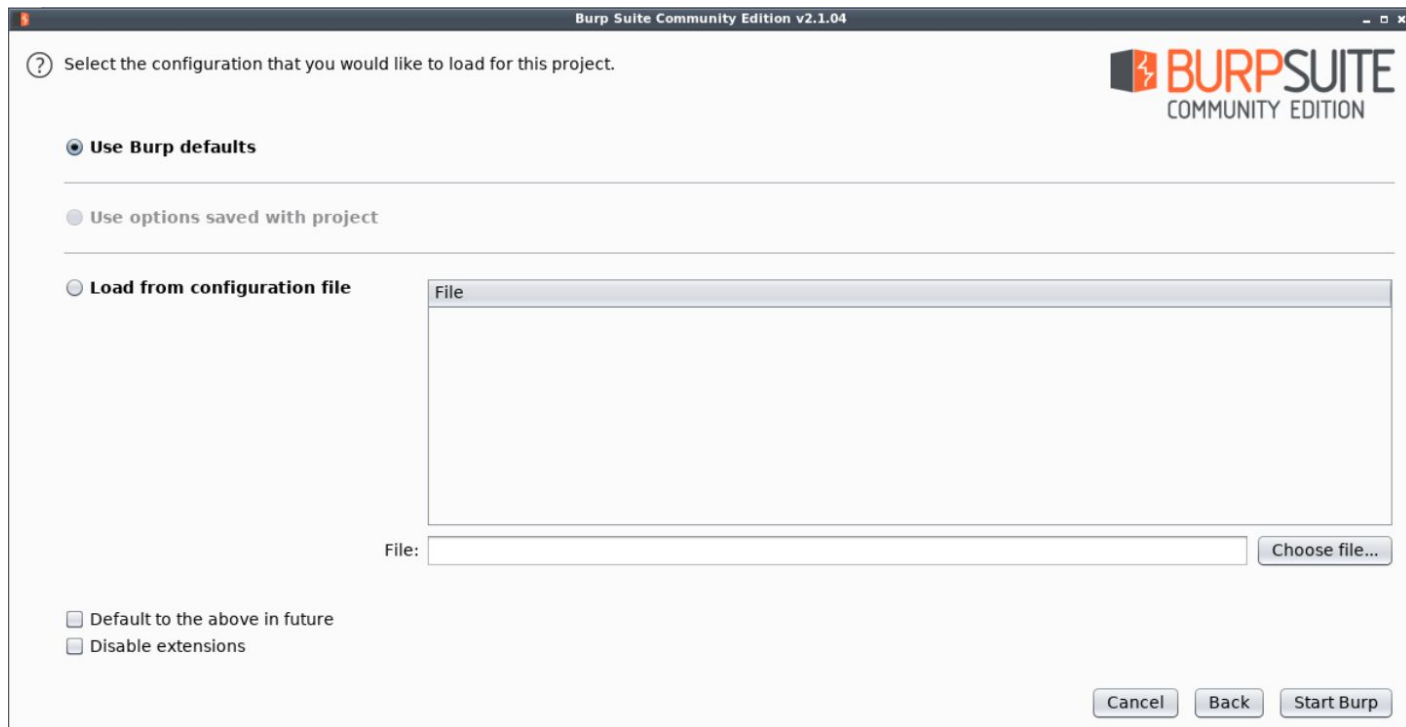 Burp Suite Community Edition v2.1.04
? Select the configuration that you would like to load for this project.
BURPSUITE
COMMUNITY EDITION
Use Burp defaults
Use options saved with project
Load from configuration file
File
File:
Choose file...
Default to the above in future
Disable extensions
Cancel Back Start Burp